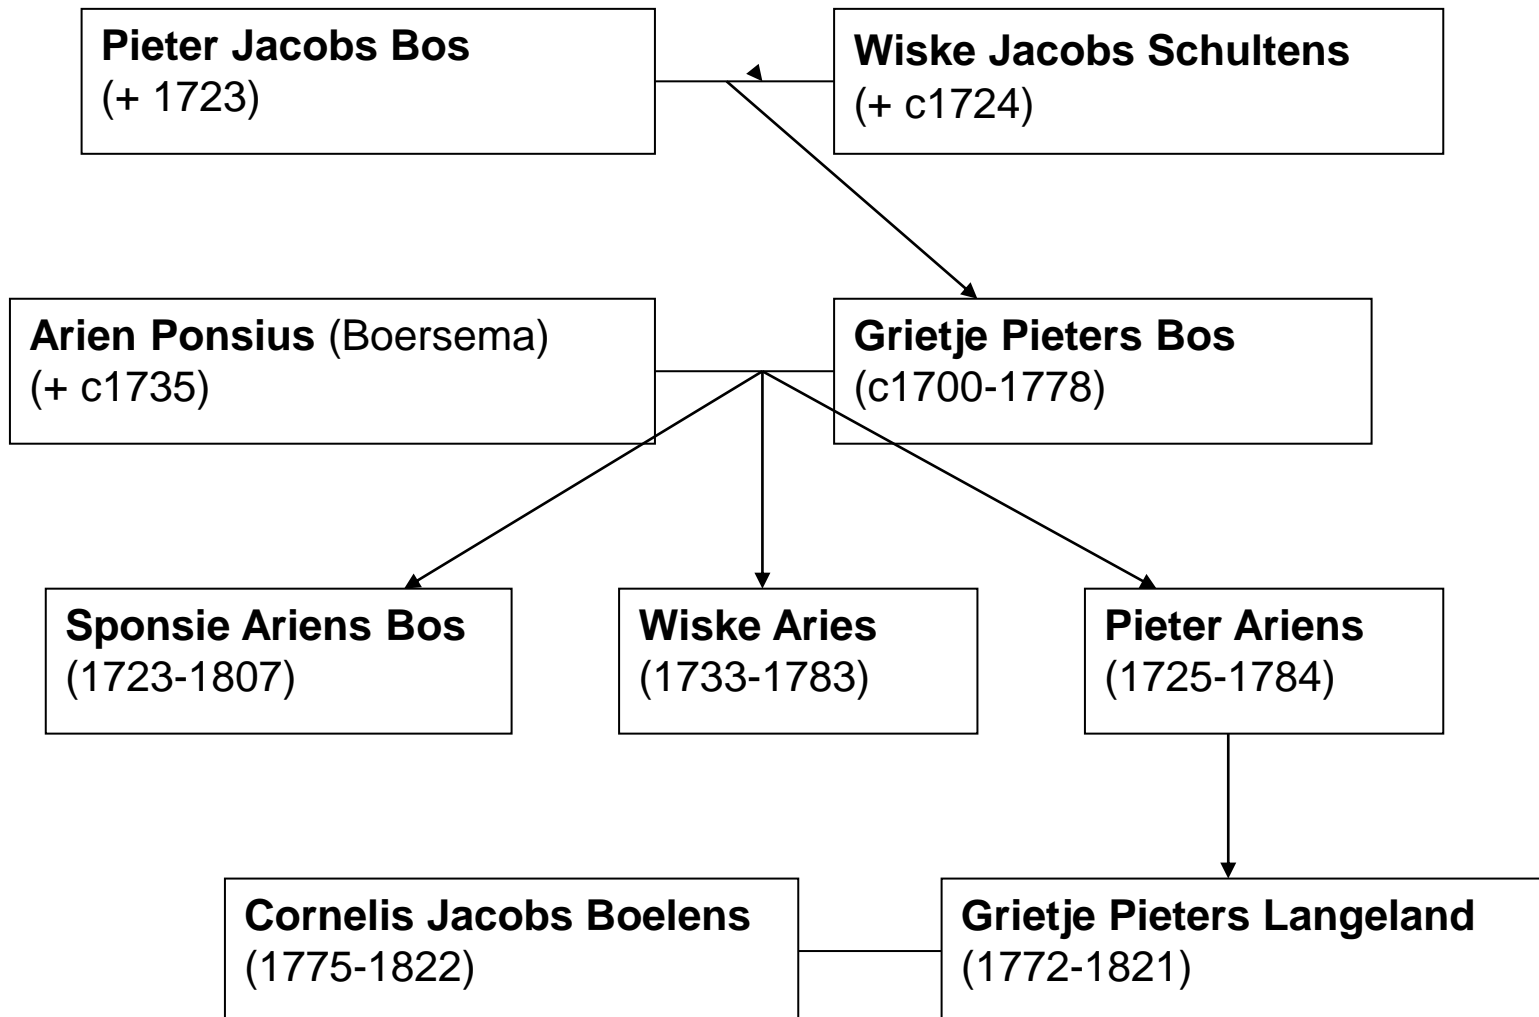 Pieter Jacobs Bos
(+ 1723)
Wiske Jacobs Schultens
(+ c1724)
Arien Ponsius (Boersema)
(+ c1735)
Grietje Pieters Bos
(c1700-1778)
Sponsie Ariens Bos
(1723-1807)
Wiske Aries
(1733-1783)
Pieter Ariens
(1725-1784)
Cornelis Jacobs Boelens
(1775-1822)
Grietje Pieters Langeland
(1772-1821)